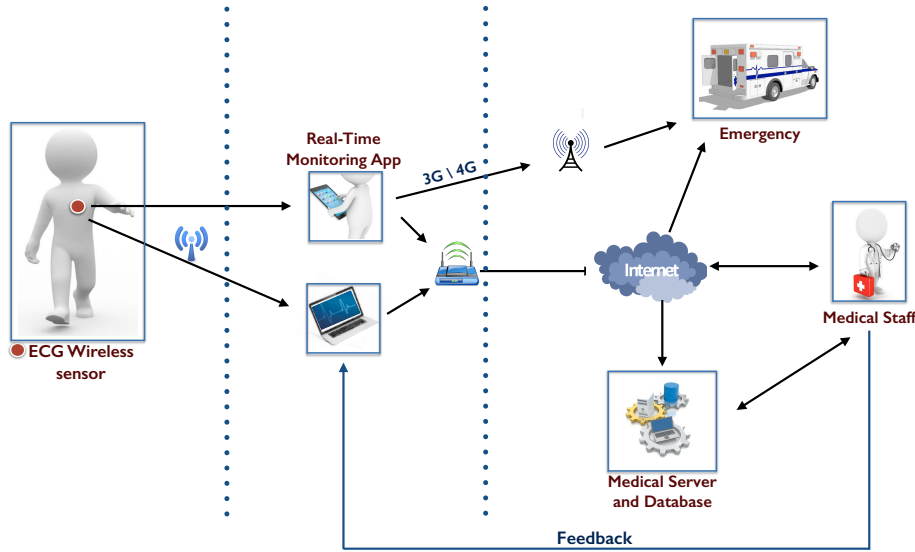 Real-Time
Monitoring App
3G \ 4G
Emergency
Internet
Medical Staff
ECG Wireless
sensor
Medical Server
and Database
Feedback